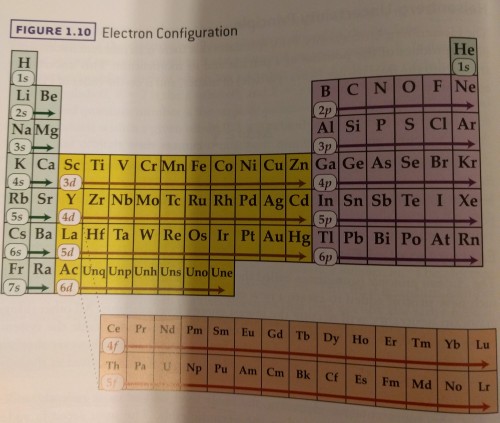 FIGURE 1.10 Electron Configuration
H He
1s 1s
Li Be B C N O F Ne
2s 2p
Na Mg Al Si P S Cl Ar
3s 3p
K Ca Sc Ti V Cr Mn Fe Co Ni Cu Zn Ga Ge As Se Br Kr
4s 3d 4p
Rb Sr Y Zr Nb Mo Tc Ru Rh Pd Ag Cd In Sn Sb Te I Xe
5s 4d 5p
Cs Ba La Hf Ta W Re Os Ir Pt Au Hg Tl Pb Bi Po At Rn
6s 5d 6p
Fr Ra Ac Unq Unp Unh Uns Uno Une
7s 6d
Ce Pr Nd Pm Sm Eu Gd Tb Dy Ho Er Tm Yb Lu
4f
Th Pa U Np Pu Am Cm Bk Cf Es Fm Md No Lr
5f